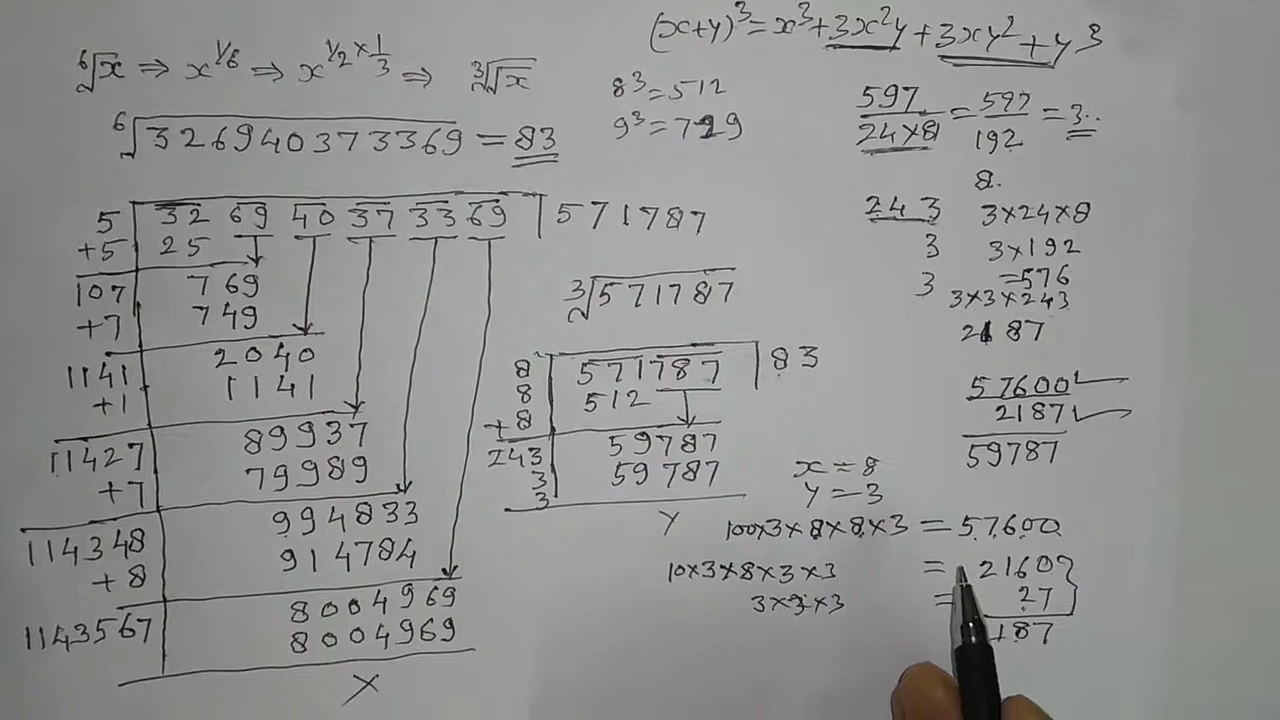 (x+y)³=x³+3x²y+3xy²+y³
⁶√x ⇒ x^1/6 ⇒ x^1/2×1/3 ⇒ ³√√x
8³=512
9³=729
⁶√326940373369 = 83
597/24×8 = 597/192 = 3..
8.
5 32 69 40 37 33 69 571787
+5 25
107 769
+7 749
1141 2040
+1 1141
11427 89937
+7 79989
114348 994833
+8 914784
1143567 8004969
8004969
X
³√571787
8 571787 83
8 512
+8
243 59787
3 59787
3
Y
243 3×24×8
3 3×192
3 =576
3×3×243
2187
57600
2187
59787
x=8
y=3
100×3×8×8×3 = 57600
10×3×8×3×3 = 2160
3×3×3 = 27
187